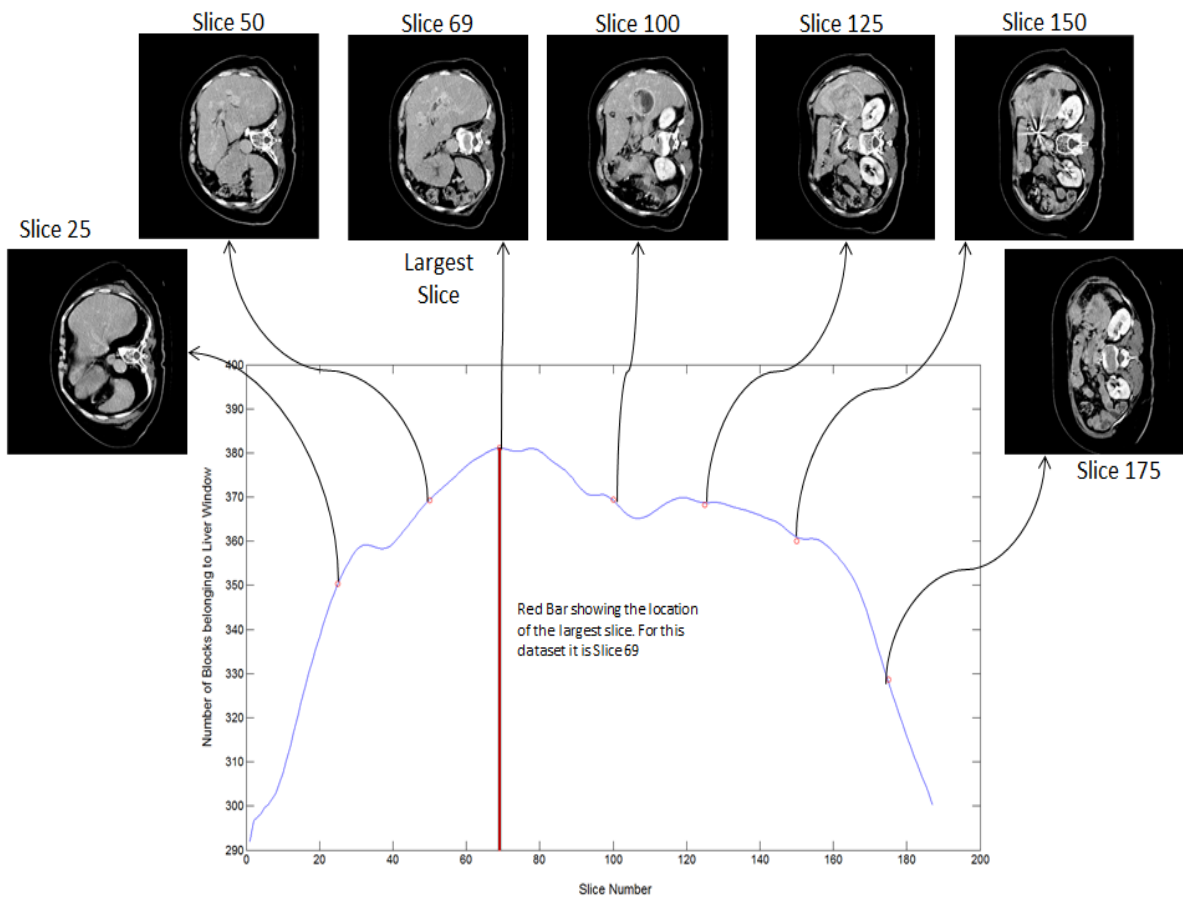 Slice 50
Slice 69
Slice 100
Slice 125
Slice 150
Slice 25
Largest
Slice
Slice 175
400
390
380
370
360
350
340
330
320
310
300
290
Number of Blocks belonging to Liver Window
Red Bar showing the location
of the largest slice. For this
dataset it is Slice 69
0
20
40
60
80
100
120
140
160
180
200
Slice Number